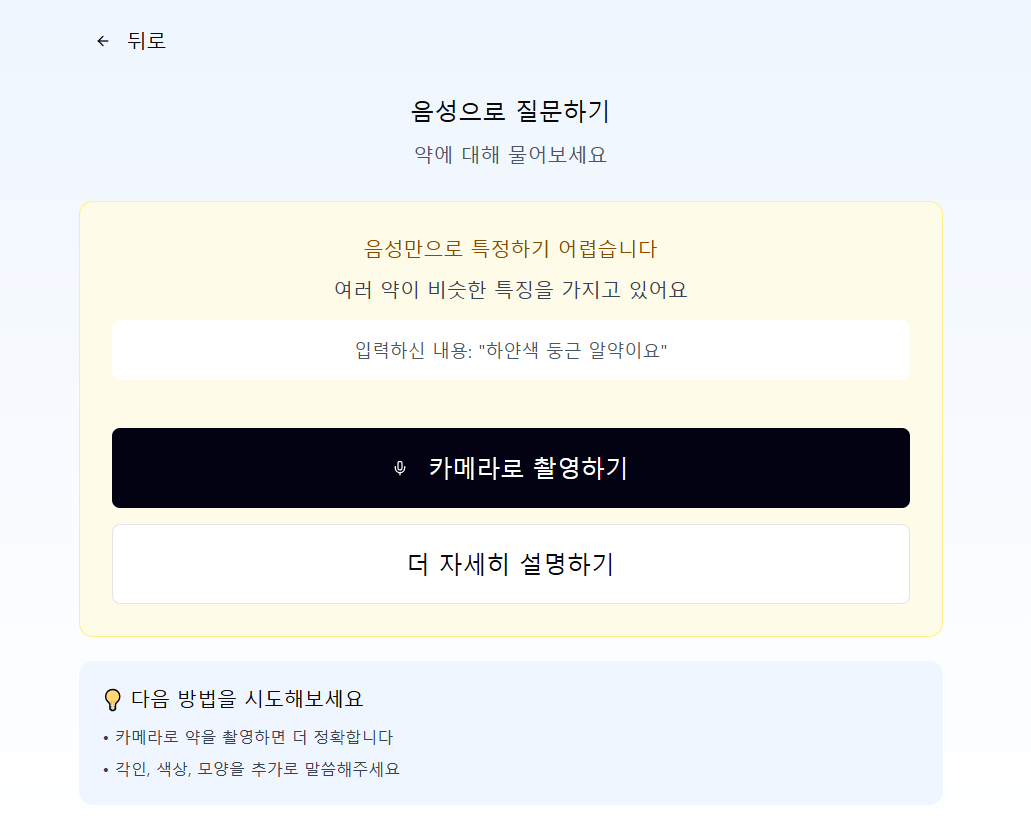 ← 뒤로
음성으로 질문하기
약에 대해 물어보세요
음성만으로 특정하기 어렵습니다
여러 약이 비슷한 특징을 가지고 있어요
입력하신 내용: "하얀색 둥근 알약이요"
카메라로 촬영하기
더 자세히 설명하기
💡 다음 방법을 시도해보세요
• 카메라로 약을 촬영하면 더 정확합니다
• 각인, 색상, 모양을 추가로 말씀해주세요